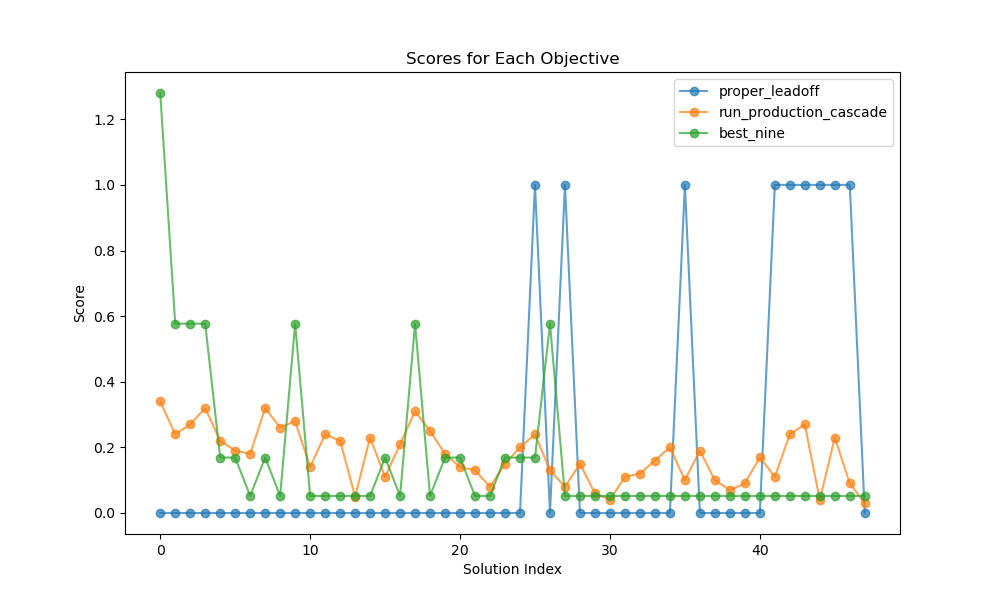 Scores for Each Objective
proper_leadoff
run_production_cascade
best_nine
Score
1.2
1.0
0.8
0.6
0.4
0.2
0.0
0
10
20
30
40
Solution Index